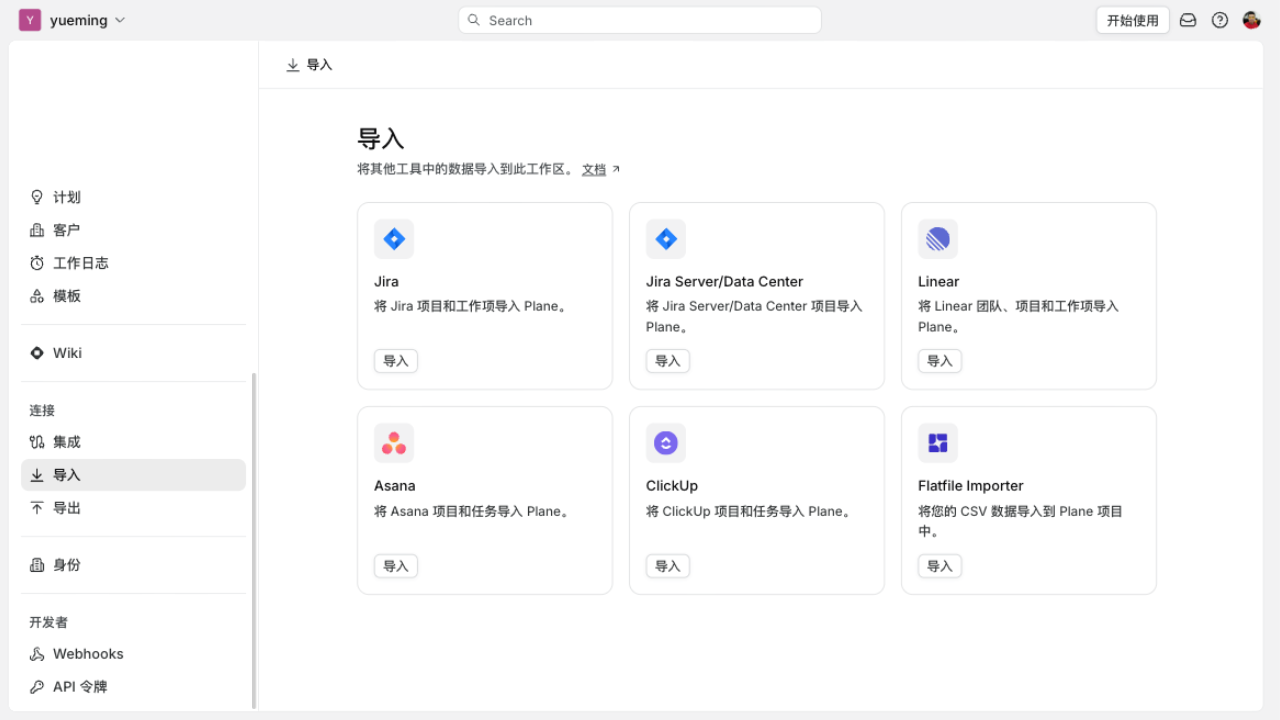 Y yueming
Search
开始使用
计划
客户
工作日志
模板
Wiki
连接
集成
导入
导出
身份
开发者
Webhooks
API 令牌
导入
导入
将其他工具中的数据导入到此工作区。 文档
Jira
将 Jira 项目和工作项导入 Plane。
导入
Jira Server/Data Center
将 Jira Server/Data Center 项目导入
Plane。
导入
Linear
将 Linear 团队、项目和工作项导入
Plane。
导入
Asana
将 Asana 项目和任务导入 Plane。
导入
ClickUp
将 ClickUp 项目和任务导入 Plane。
导入
Flatfile Importer
将您的 CSV 数据导入到 Plane 项目
中。
导入